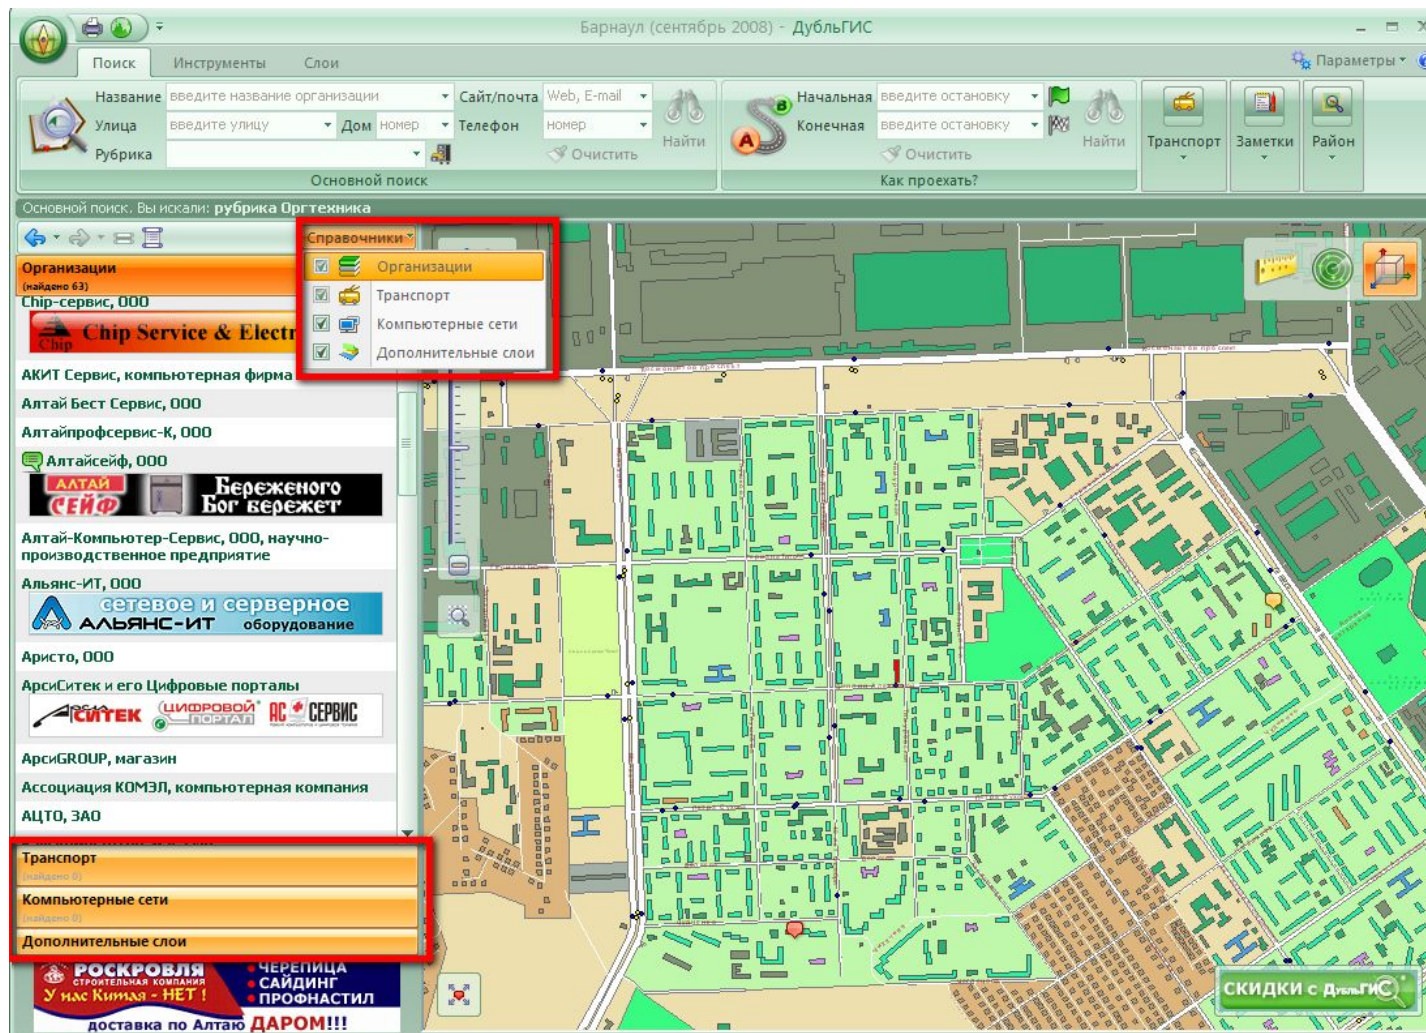 Барнаул (сентябрь 2008) - ДубльГИС
Поиск
Инструменты
Слои
Параметры
Название
введите название организации
Сайт/почта
Web, E-mail
Улица
введите улицу
Дом
номер
Телефон
номер
Рубрика
Очистить
Найти
Основной поиск
Начальная
введите остановку
Конечная
введите остановку
Очистить
Найти
Как проехать?
Транспорт
Заметки
Район
Основной поиск. Вы искали: рубрика Оргтехника
Справочники
Организации
Транспорт
Компьютерные сети
Дополнительные слои
Организации
(найдено 63)
Chip-сервис, ООО
Chip
Chip Service & Electr
АКИТ Сервис, компьютерная фирма
Алтай Бест Сервис, ООО
Алтайпрофсервис-К, ООО
Алтайсейф, ООО
АЛТАЙ
СЕЙФ
Береженого
Бог бережет
Алтай-Компьютер-Сервис, ООО, научно-
производственное предприятие
Альянс-ИТ, ООО
сетевое и серверное
АЛЬЯНС-ИТ оборудование
Аристо, ООО
АрсиСитек и его Цифровые порталы
АРСИ
СИТЕК
ЦИФРОВОЙ
ПОРТАЛ
АС СЕРВИС
АрсиGROUP, магазин
Ассоциация КОМЭЛ, компьютерная компания
АЦТО, ЗАО
Транспорт
(найдено 0)
Компьютерные сети
(найдено 0)
Дополнительные слои
РОСКРОВЛЯ
СТРОИТЕЛЬНАЯ КОМПАНИЯ
У нас Китая - НЕТ !
• ЧЕРЕПИЦА
• САЙДИНГ
• ПРОФНАСТИЛ
доставка по Алтаю ДАРОМ!!!
СКИДКИ с ДубльГИС